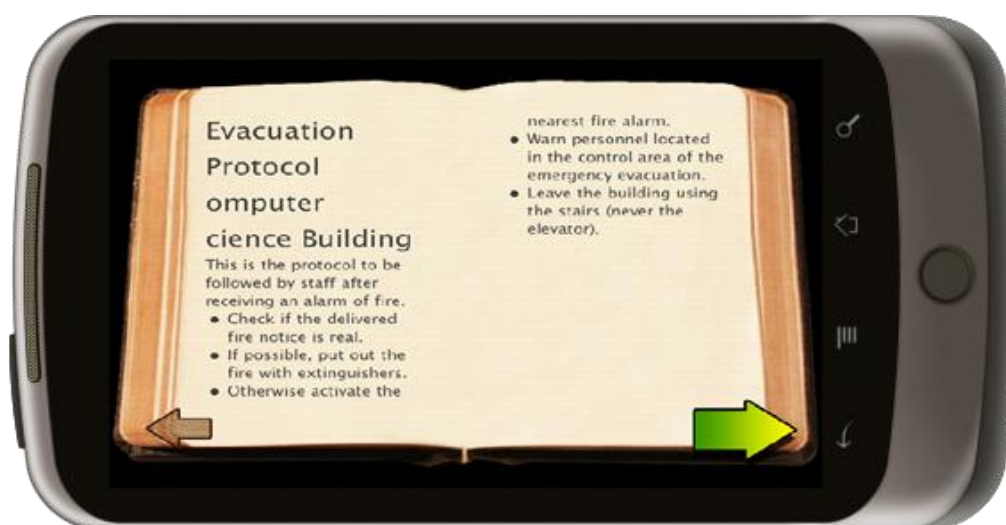 Evacuation
Protocol
omputer
cience Building
This is the protocol to be
followed by staff after
receiving an alarm of fire.
• Check if the delivered
fire notice is real.
• If possible, put out the
fire with extinguishers.
• Otherwise activate the
nearest fire alarm.
• Warn personnel located
in the control area of the
emergency evacuation.
• Leave the building using
the stairs (never the
elevator).